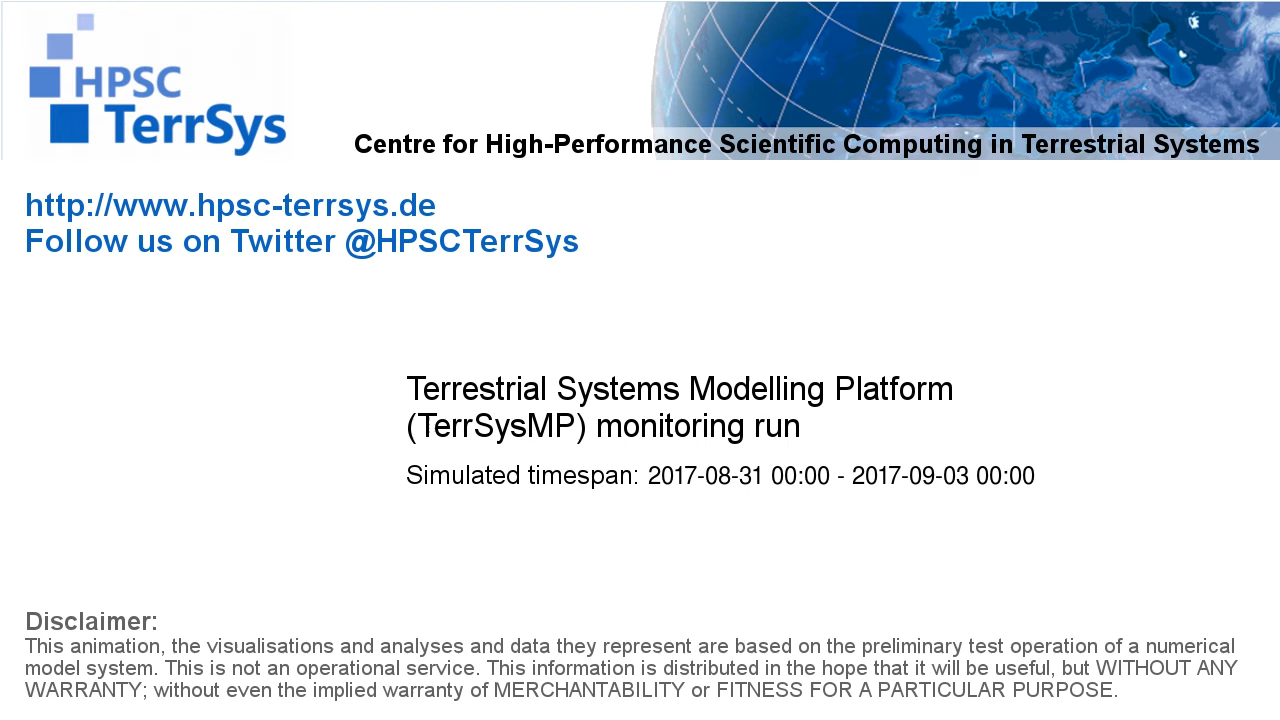 HPSC
TerrSys
Centre for High-Performance Scientific Computing in Terrestrial Systems
http://www.hpsc-terrsys.de
Follow us on Twitter @HPSCTerrSys
Terrestrial Systems Modelling Platform
(TerrSysMP) monitoring run
Simulated timespan: 2017-08-31 00:00 - 2017-09-03 00:00
Disclaimer:
This animation, the visualisations and analyses and data they represent are based on the preliminary test operation of a numerical
model system. This is not an operational service. This information is distributed in the hope that it will be useful, but WITHOUT ANY
WARRANTY; without even the implied warranty of MERCHANTABILITY or FITNESS FOR A PARTICULAR PURPOSE.